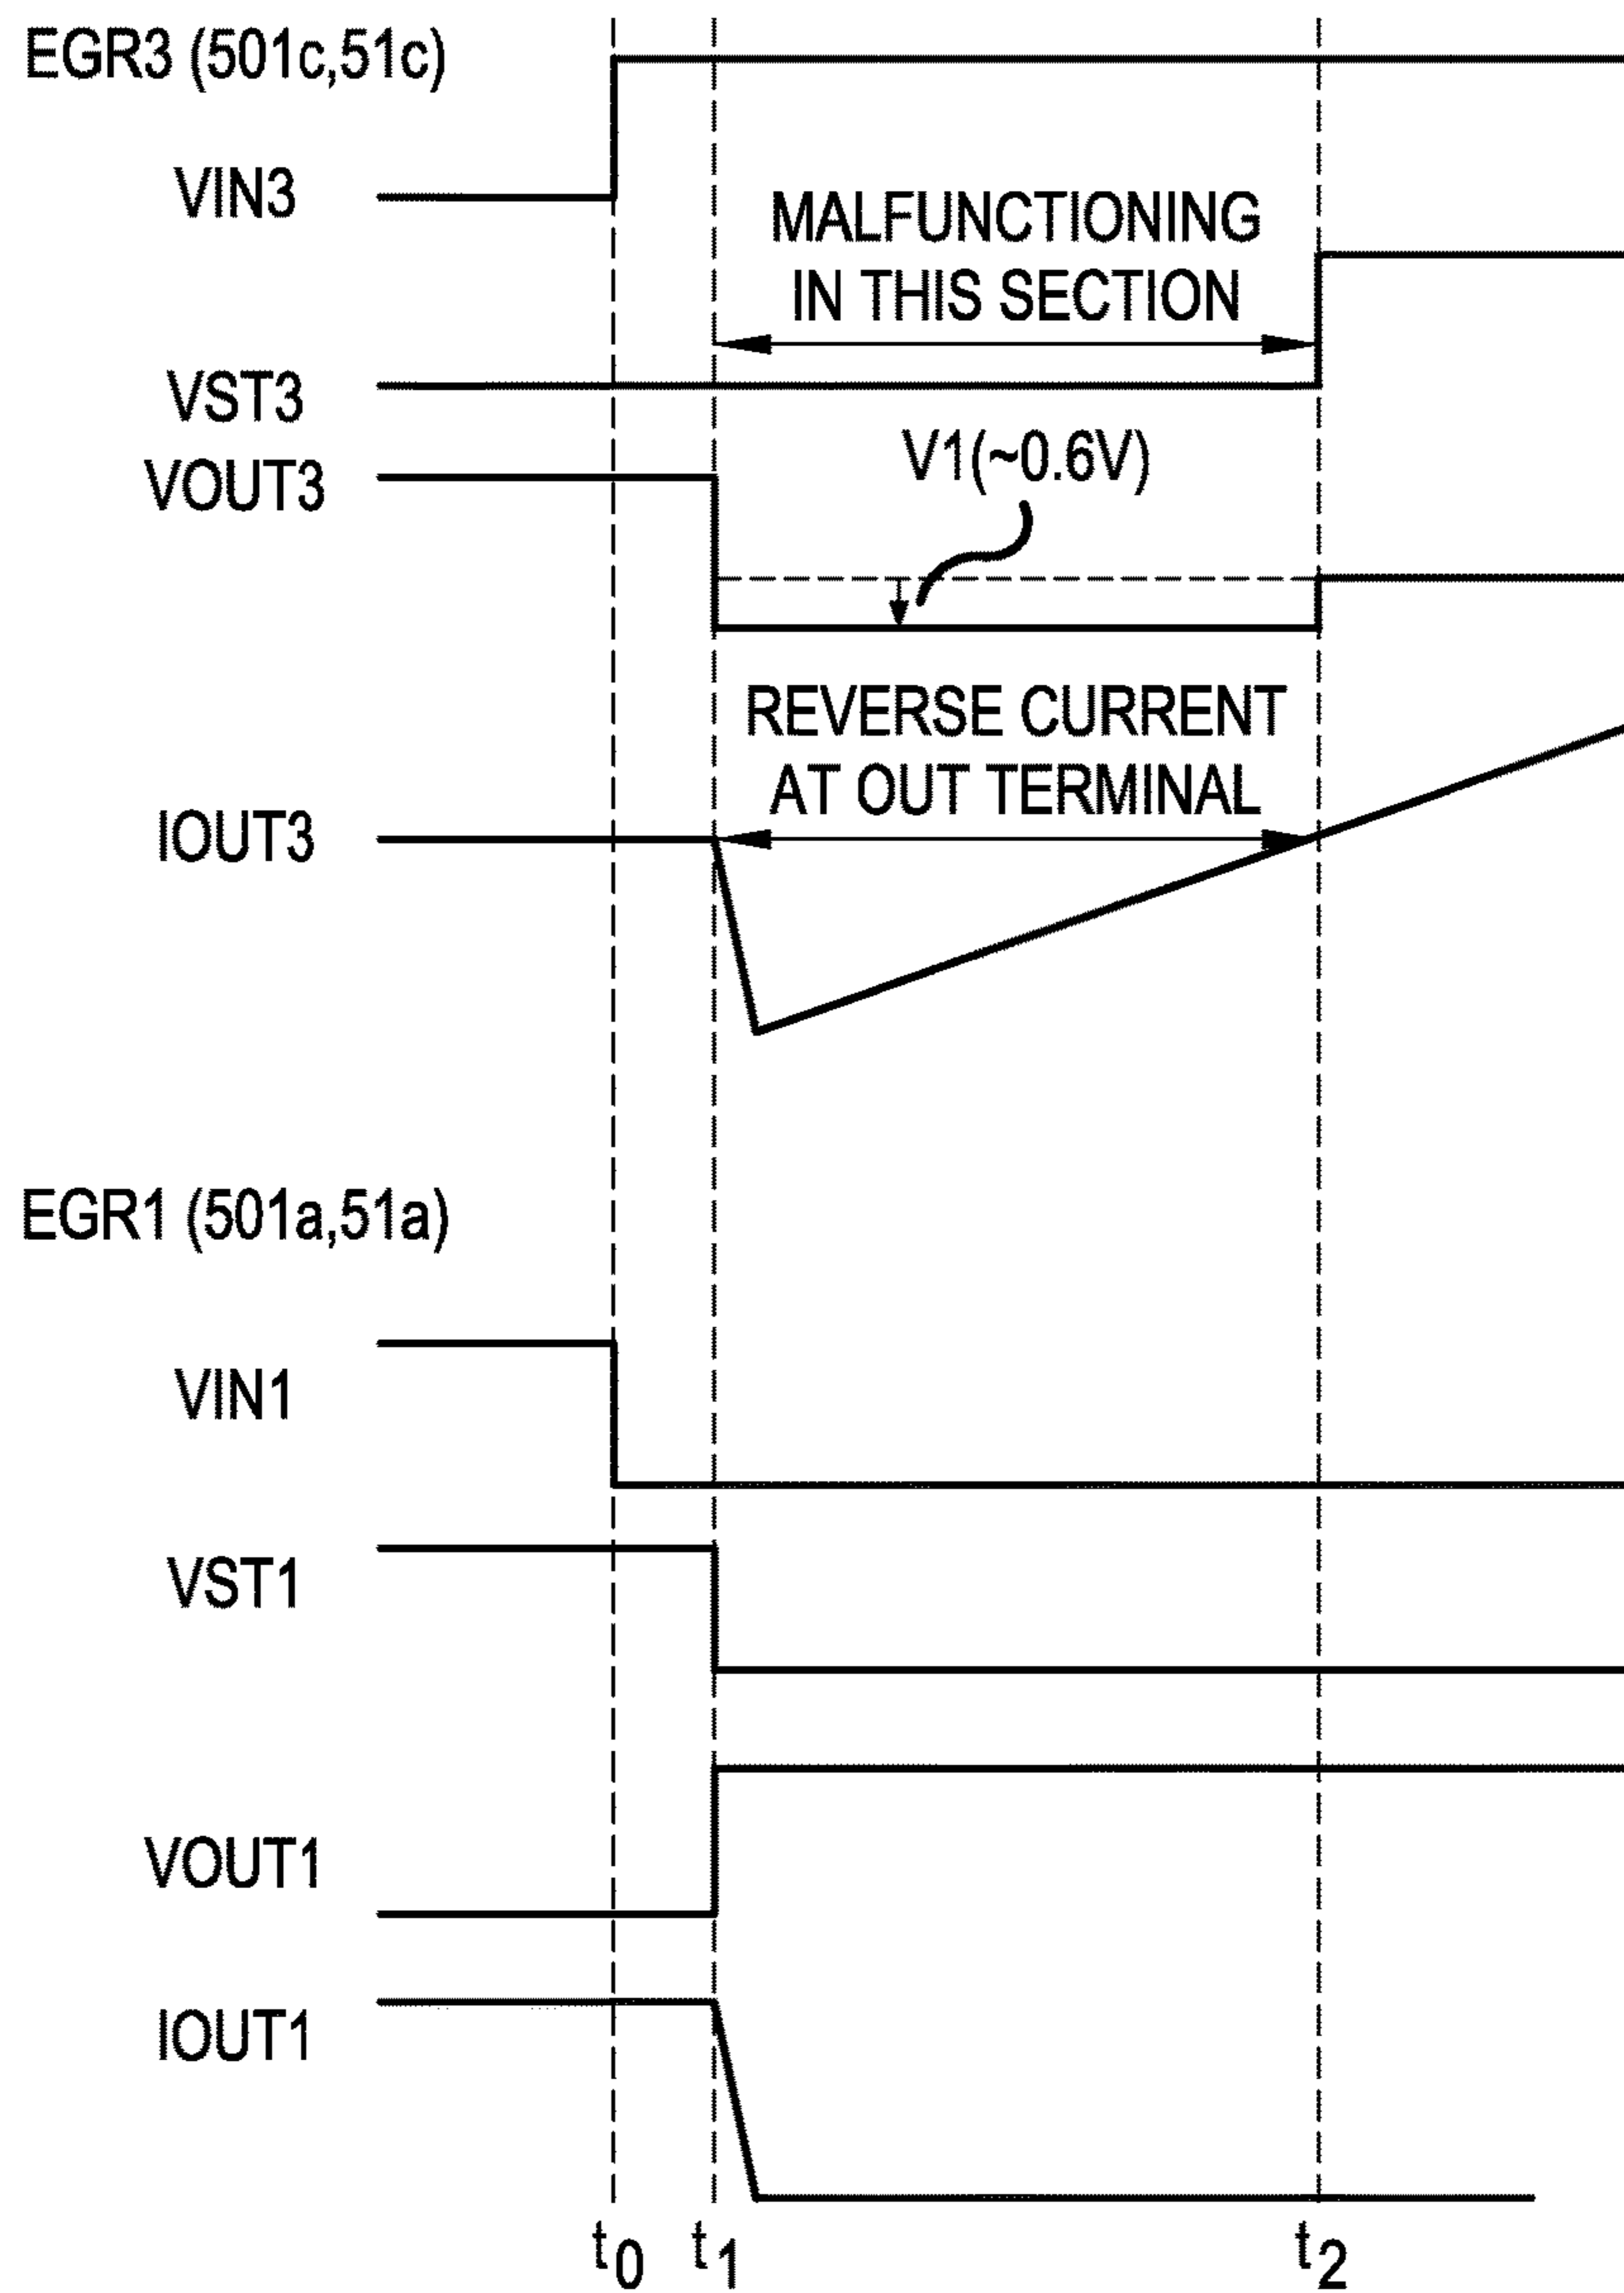 EGR3 (501c,51c)
VIN3
MALFUNCTIONING
IN THIS SECTION
VST3
V1(~0.6V)
VOUT3
REVERSE CURRENT
AT OUT TERMINAL
IOUT3
EGR1 (501a,51a)
VIN1
VST1
VOUT1
IOUT1
t0 t1 t2